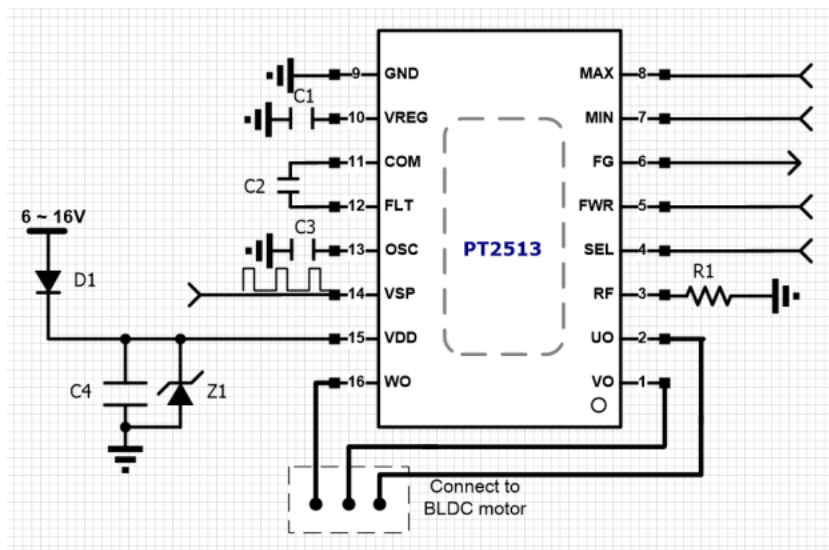 9 GND MAX 8
C1
10 VREG MIN 7
11 COM FG 6
C2
12 FLT FWR 5
6 ~ 16V
C3
13 OSC PT2513 SEL 4
D1
R1
14 VSP RF 3
15 VDD UO 2
C4 Z1
16 WO VO 1
Connect to
BLDC motor